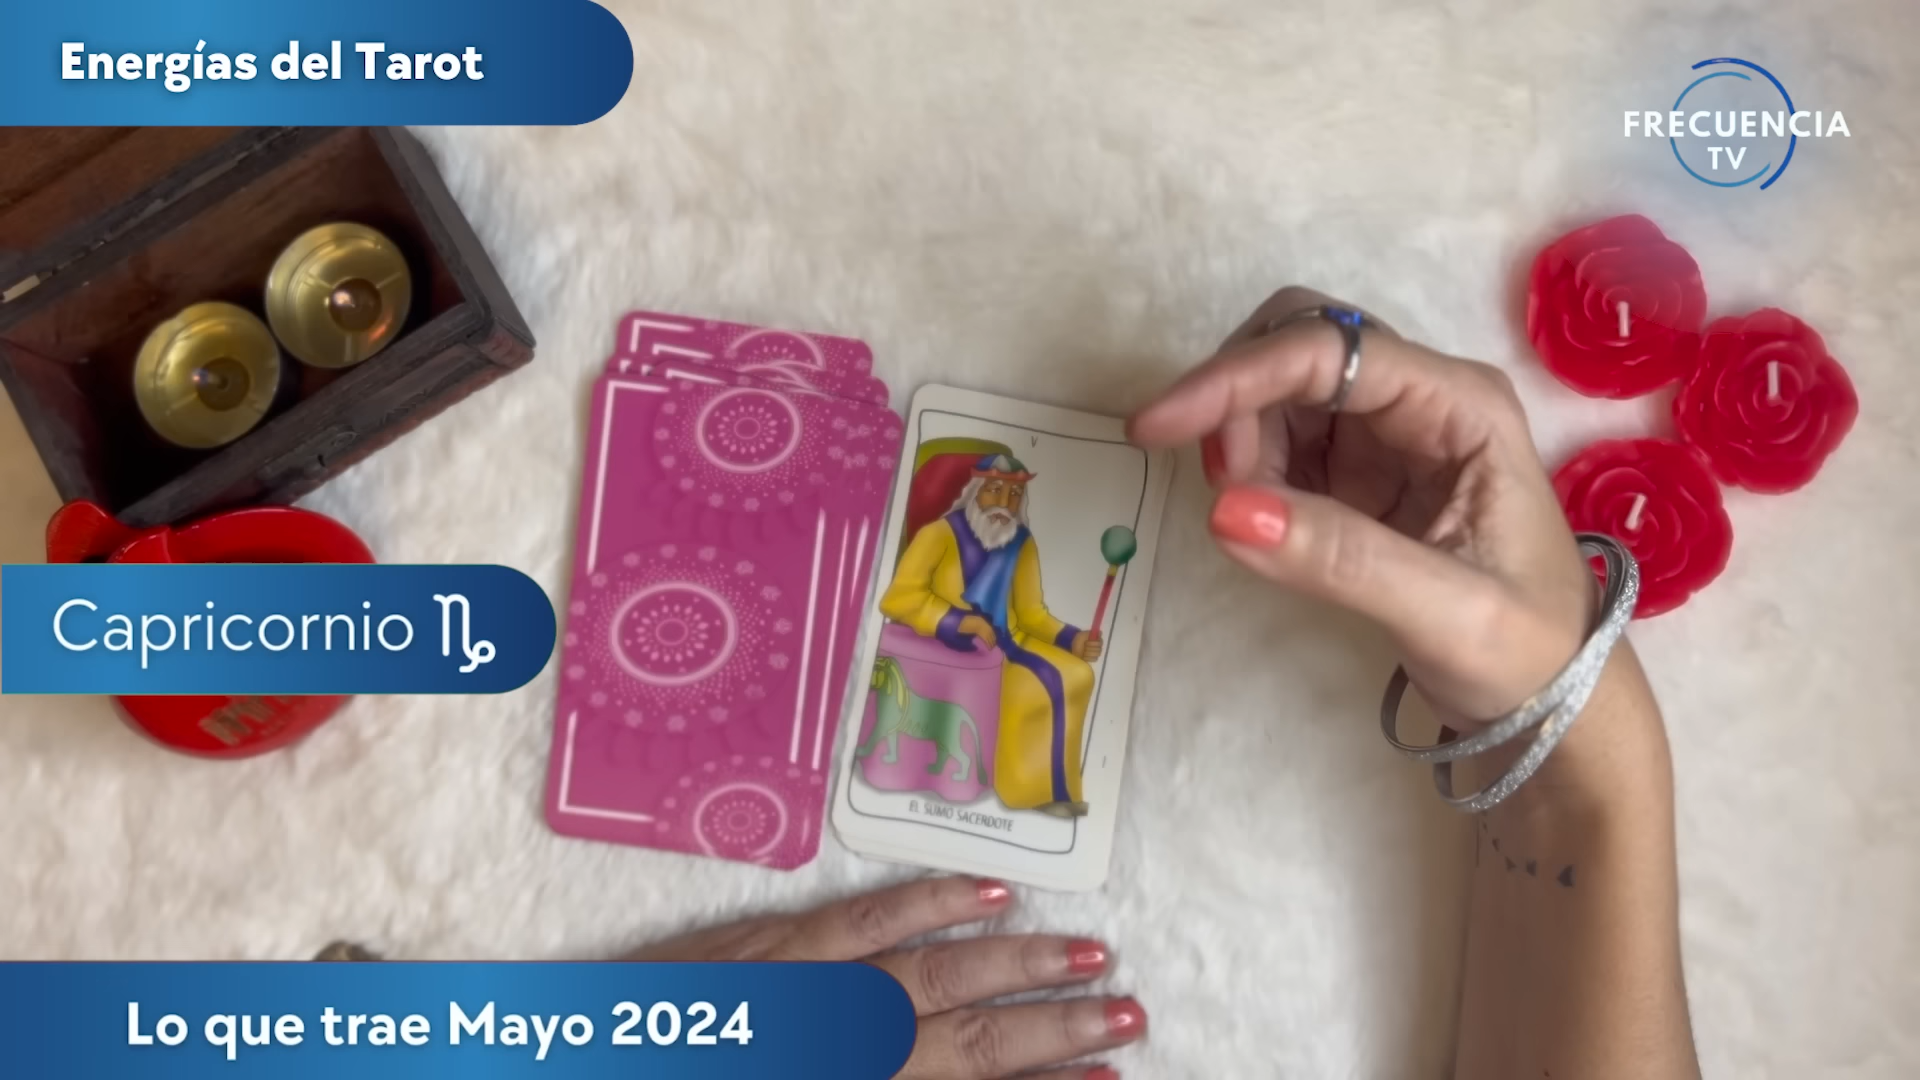 Energías del Tarot
FRECUENCIA
TV
V
Capricornio ♑
EL SUMO SACERDOTE
Lo que trae Mayo 2024